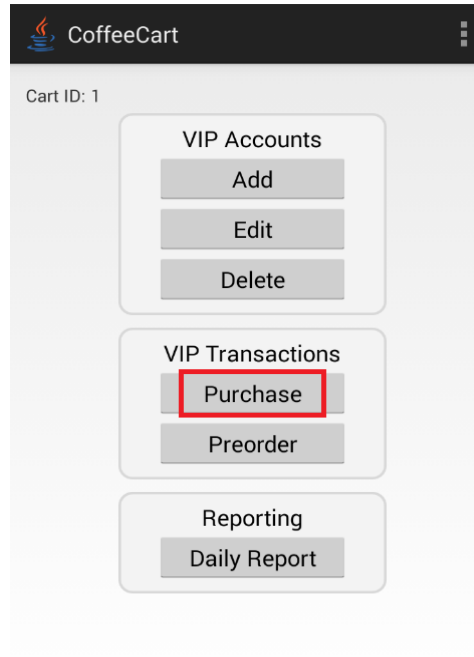 CoffeeCart
Cart ID: 1
VIP Accounts
Add
Edit
Delete
VIP Transactions
Purchase
Preorder
Reporting
Daily Report